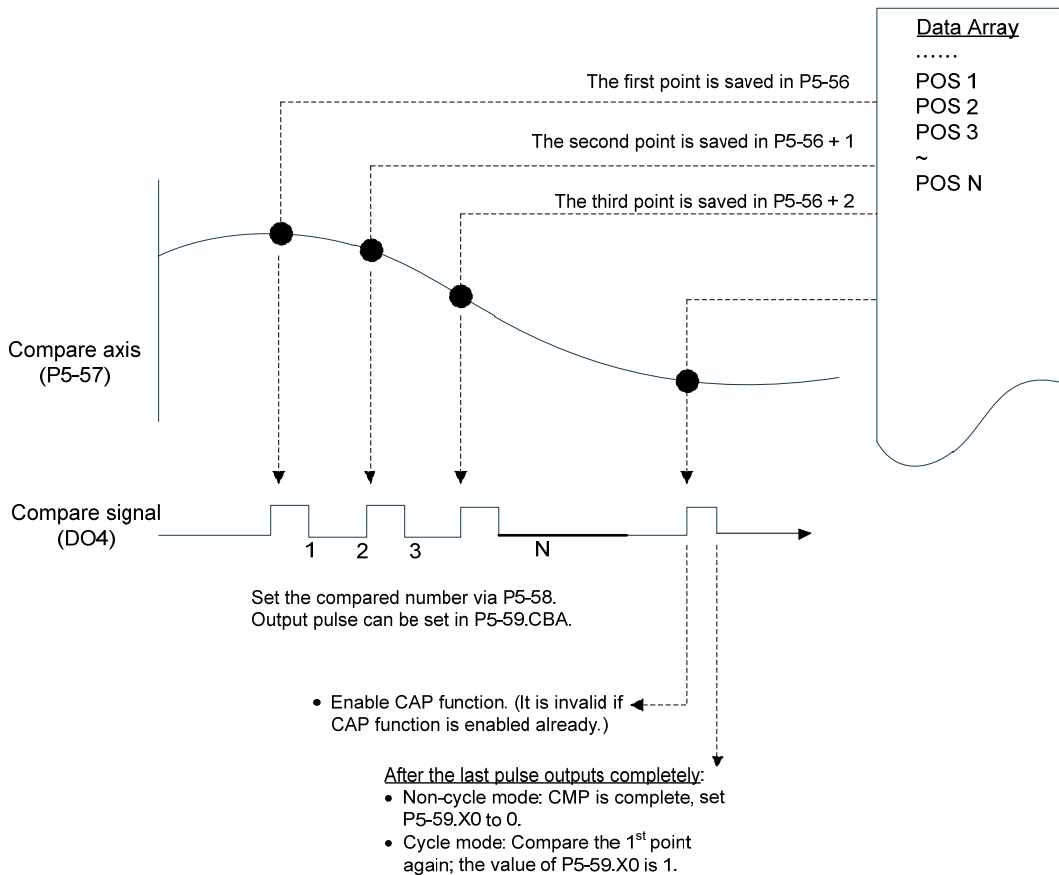 Data Array
......
POS 1
POS 2
POS 3
~
POS N
The first point is saved in P5-56
The second point is saved in P5-56 + 1
The third point is saved in P5-56 + 2
Compare axis
(P5-57)
Compare signal
(DO4)
1 2 3 N
Set the compared number via P5-58.
Output pulse can be set in P5-59.CBA.
• Enable CAP function. (It is invalid if
CAP function is enabled already.)
After the last pulse outputs completely:
• Non-cycle mode: CMP is complete, set
P5-59.X0 to 0.
• Cycle mode: Compare the 1st point
again; the value of P5-59.X0 is 1.